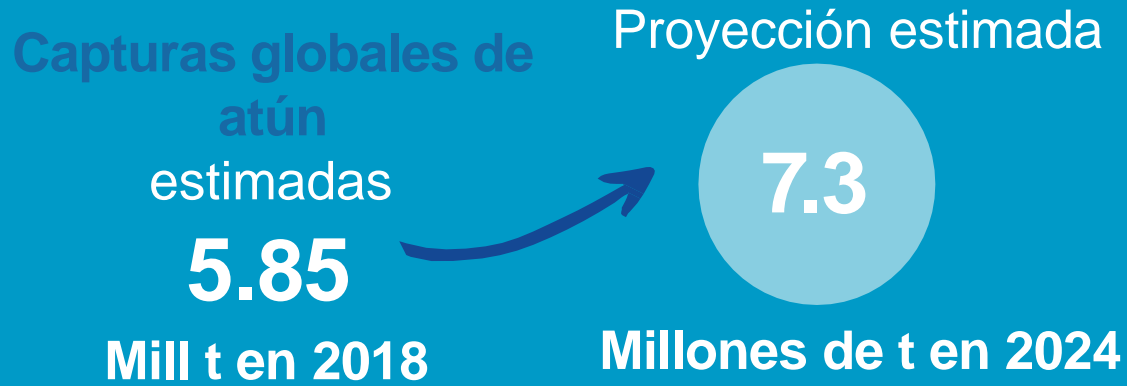 Capturas globales de
atún
estimadas
5.85
Mill t en 2018
Proyección estimada
7.3
Millones de t en 2024